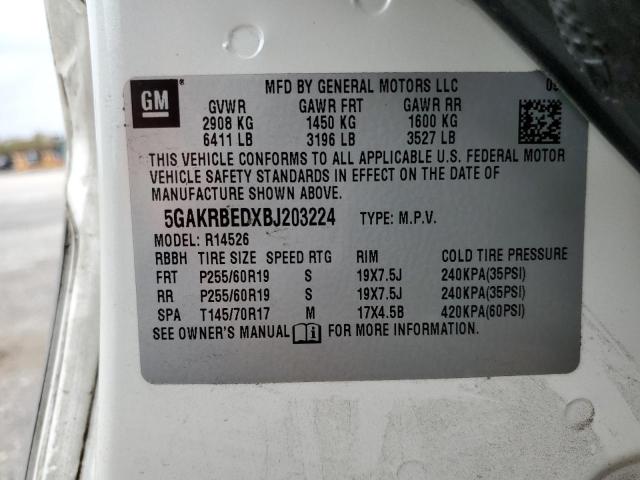 MFD BY GENERAL MOTORS LLC
GM
GVWR GAWR FRT GAWR RR
2908 KG 1450 KG 1600 KG
6411 LB 3196 LB 3527 LB
THIS VEHICLE CONFORMS TO ALL APPLICABLE U.S. FEDERAL MOTOR
VEHICLE SAFETY STANDARDS IN EFFECT ON THE DATE OF
MANUFACTURE SHOWN ABOVE.
5GAKRBEDXBJ203224 TYPE: M.P.V.
MODEL: R14526
RBBH TIRE SIZE SPEED RTG RIM COLD TIRE PRESSURE
FRT P255/60R19 S 19X7.5J 240KPA(35PSI)
RR P255/60R19 S 19X7.5J 240KPA(35PSI)
SPA T145/70R17 M 17X4.5B 420KPA(60PSI)
SEE OWNER'S MANUAL FOR MORE INFORMATION.